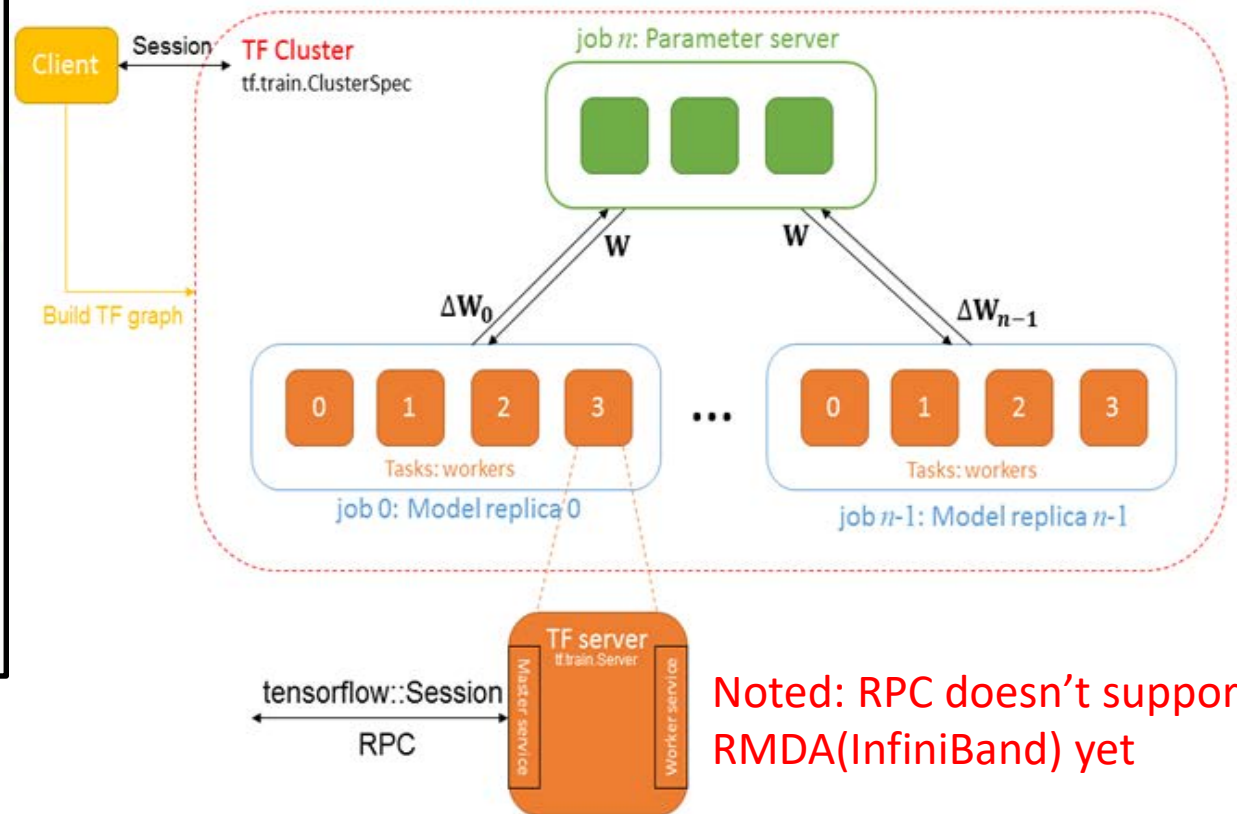 Client
Session
TF Cluster
tf.train.ClusterSpec
job n: Parameter server
W
W
Build TF graph
ΔW₀
ΔWₙ₋₁
0 1 2 3
...
0 1 2 3
Tasks: workers
Tasks: workers
job 0: Model replica 0
job n-1: Model replica n-1
TF server
tf.train.Server
Master service
Worker service
tensorflow::Session
RPC
Noted: RPC doesn't suppor
RMDA(InfiniBand) yet